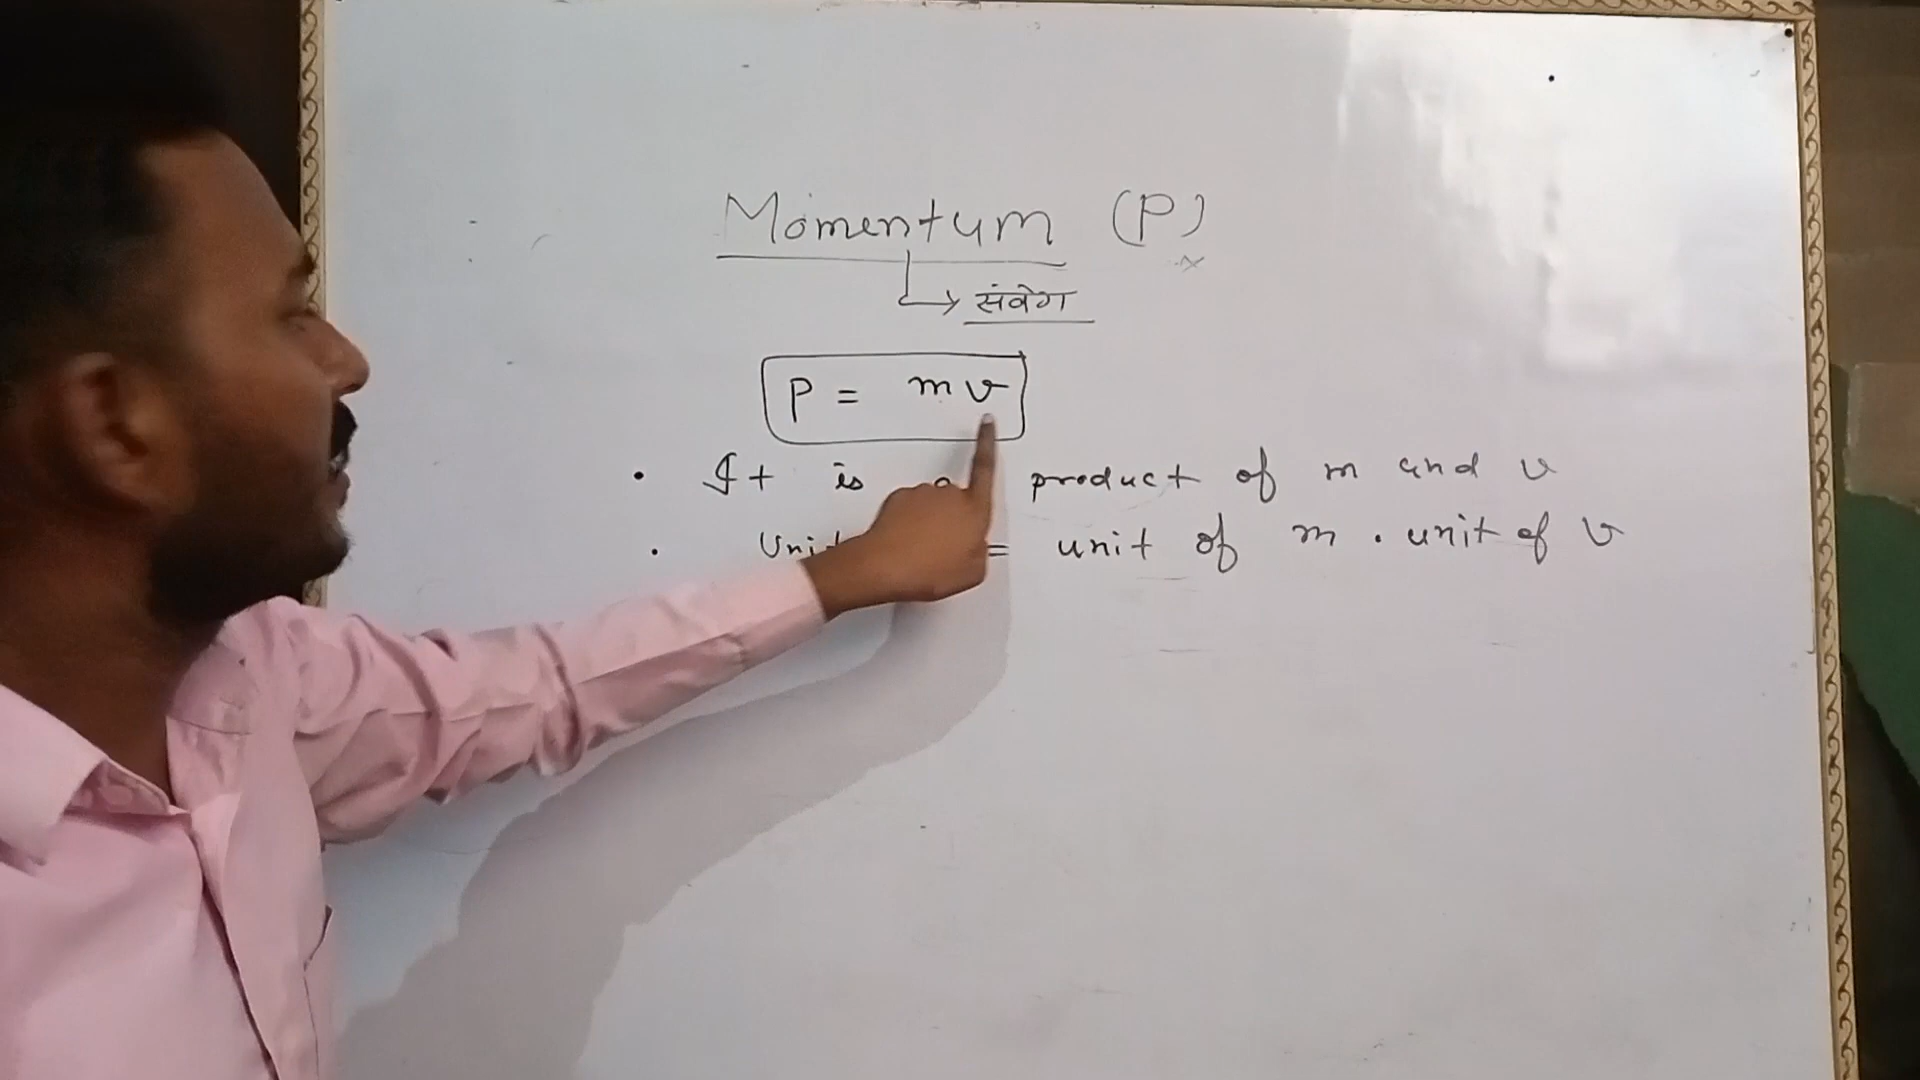 Momentum (P)
संवेग
P = mv
• It is product of m and v
• = unit of m . unit of v